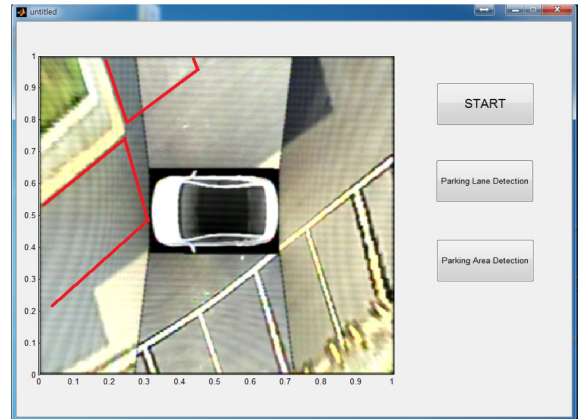 untitled
START
Parking Lane Detection
Parking Area Detection
1
0.9
0.8
0.7
0.6
0.5
0.4
0.3
0.2
0.1
0
0 0.1 0.2 0.3 0.4 0.5 0.6 0.7 0.8 0.9 1